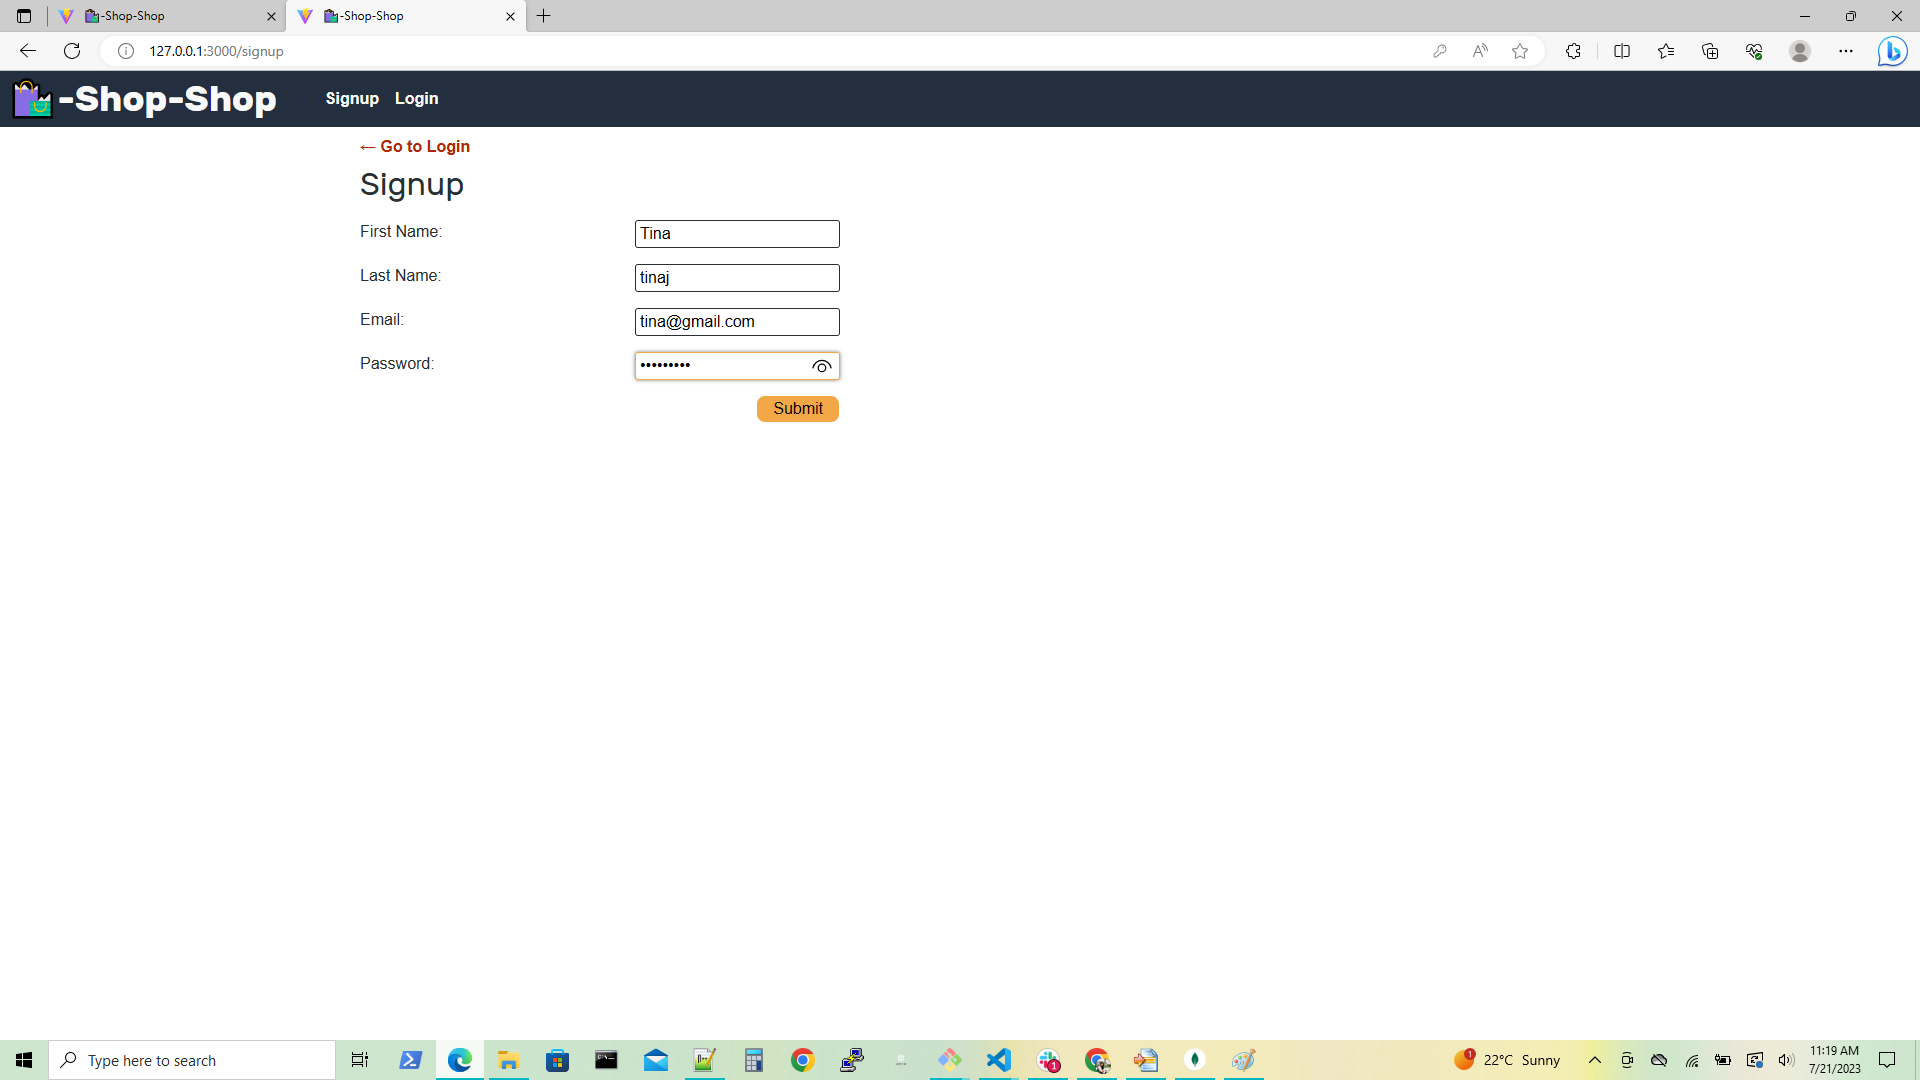 -Shop-Shop
-Shop-Shop
127.0.0.1:3000/signup
-Shop-Shop
Signup
Login
← Go to Login
Signup
First Name:
Tina
Last Name:
tinaj
Email:
tina@gmail.com
Password:
•••••••••
Submit
Type here to search
1
1
22°C Sunny
11:19 AM
7/21/2023